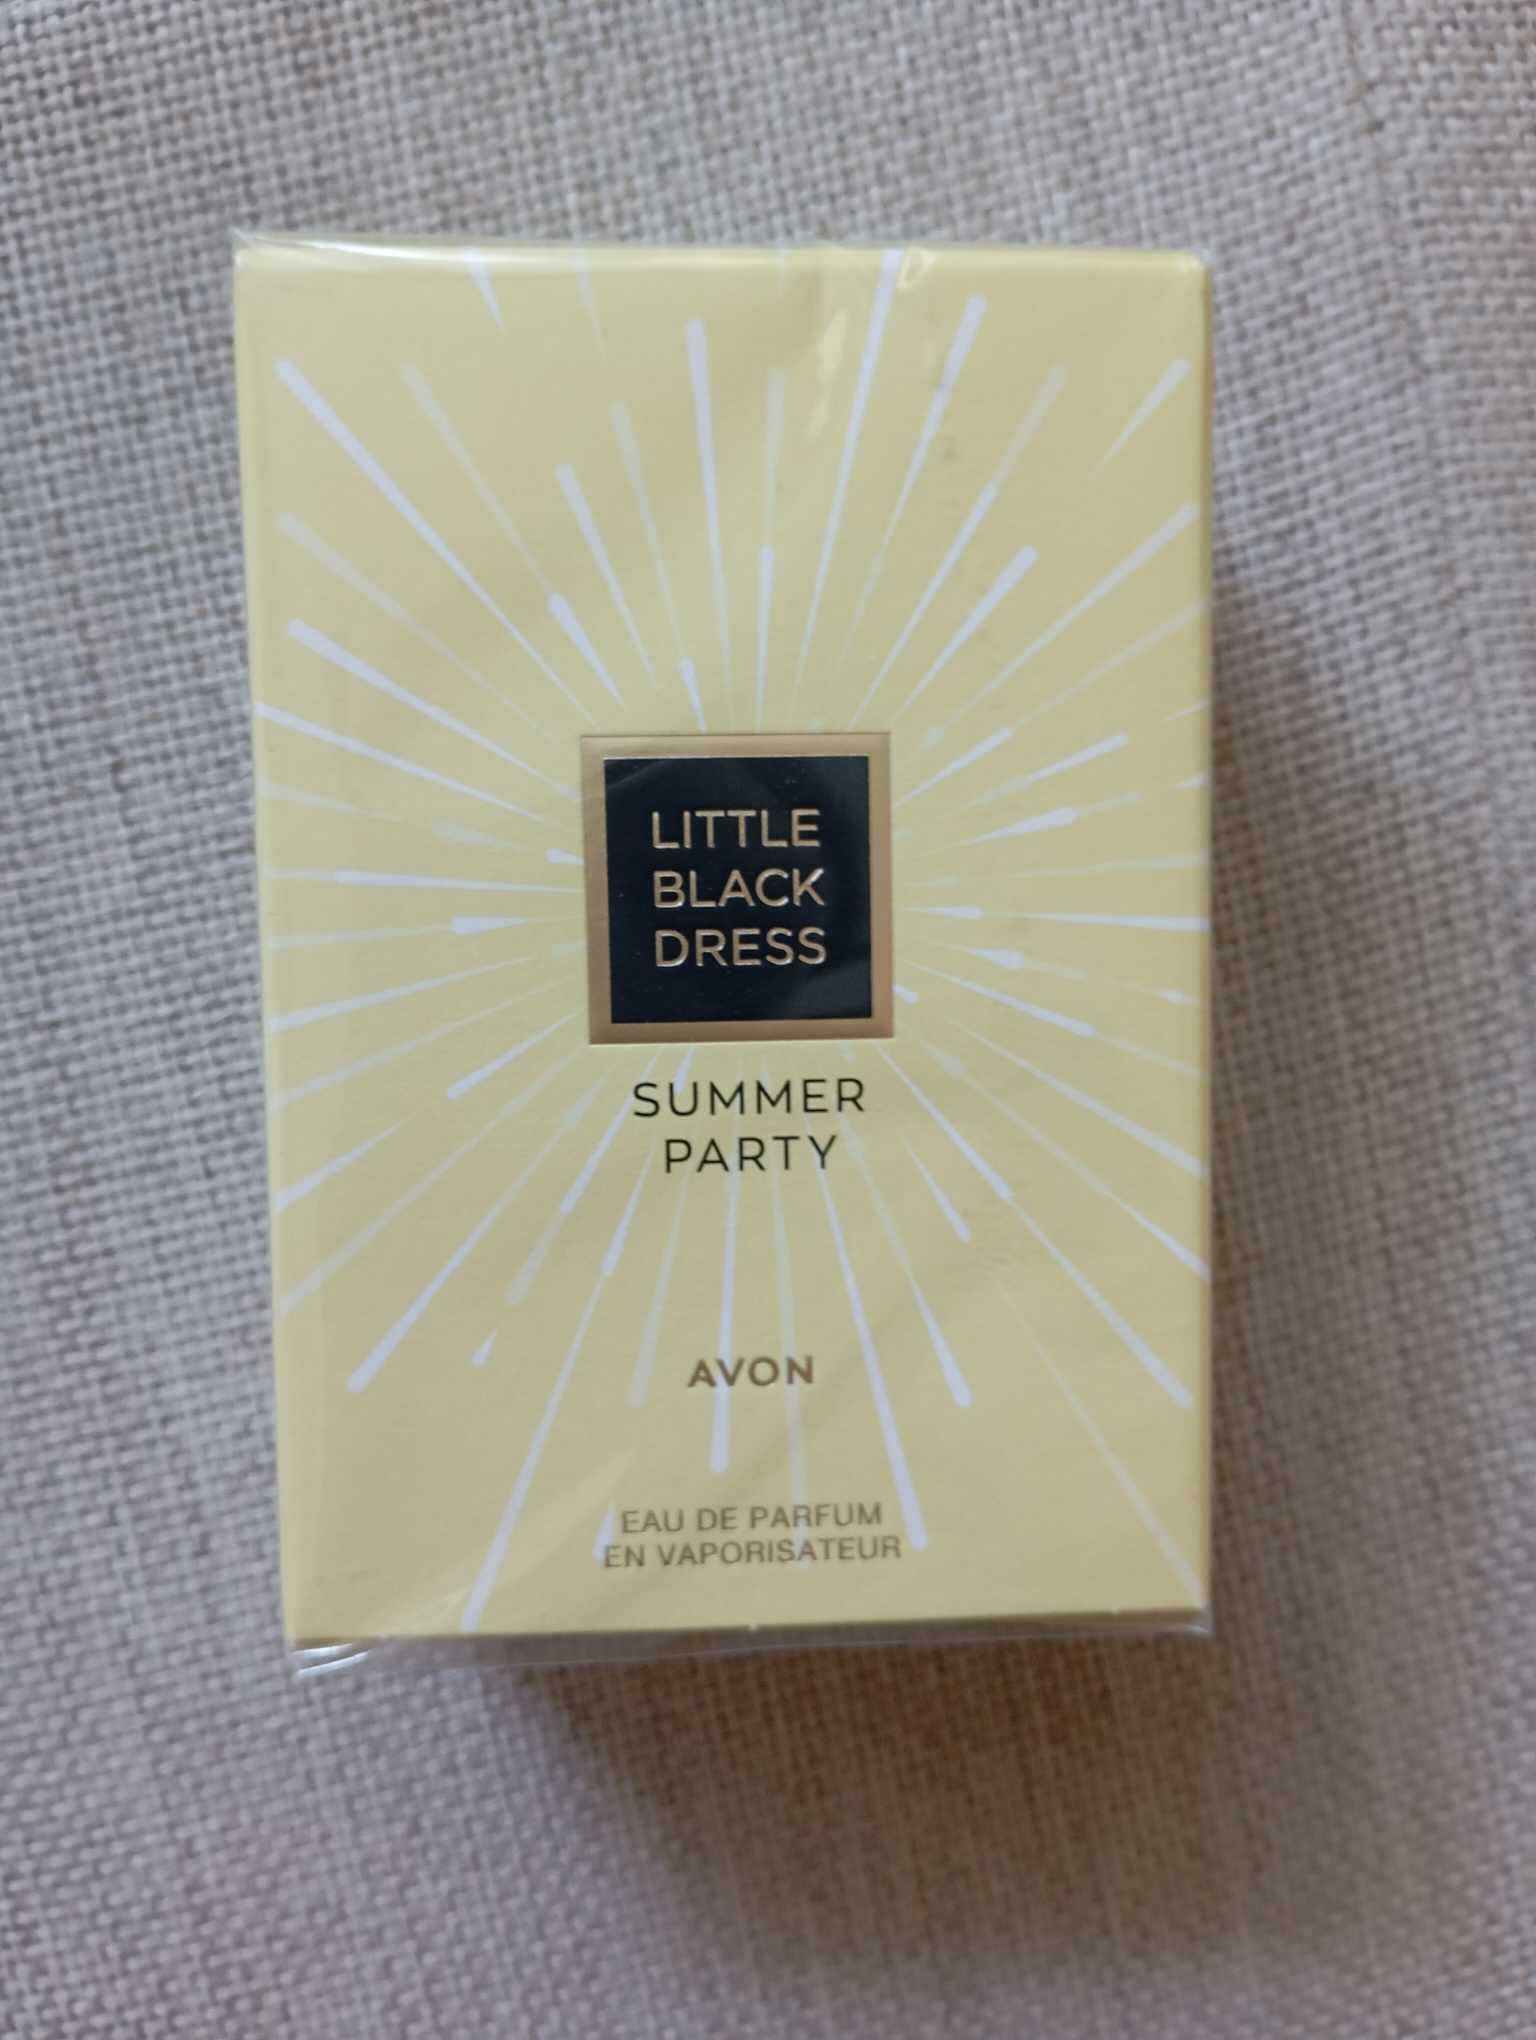 LITTLE
BLACK
DRESS
SUMMER
PARTY
AVON
EAU DE PARFUM
EN VAPORISATEUR